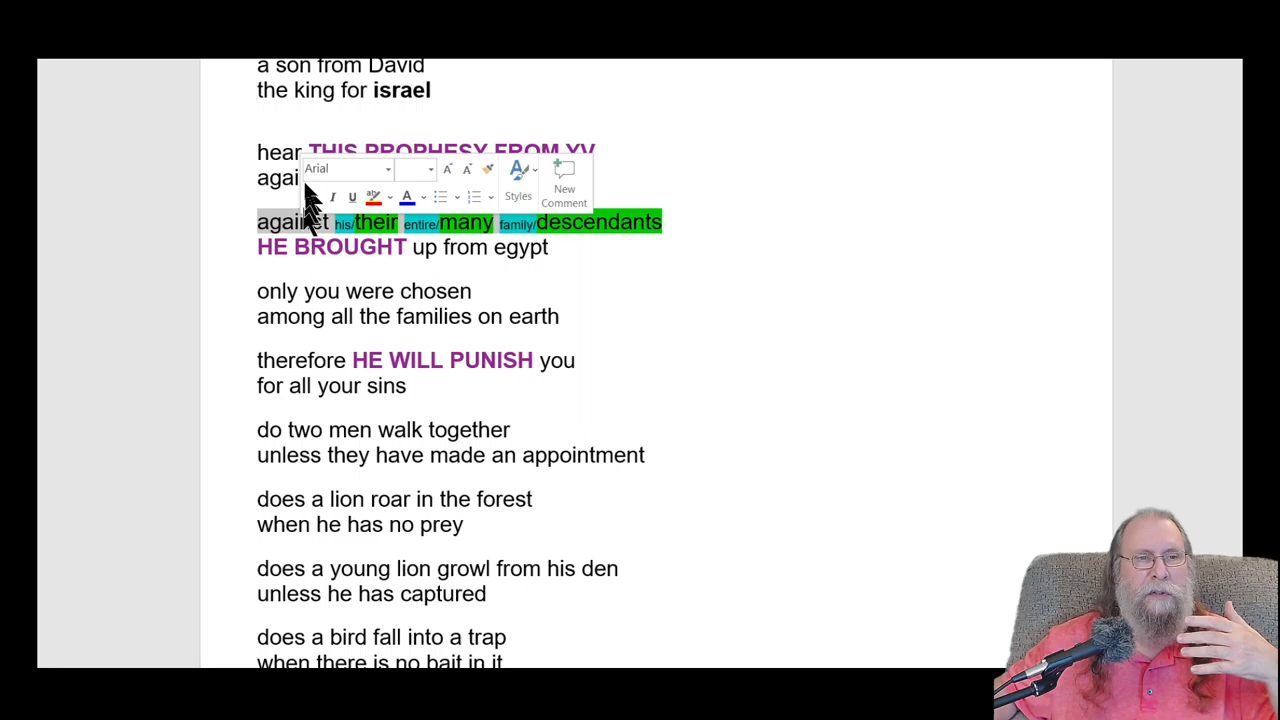 a son from David
the king for israel
hear THIS PROPHESY FROM YV
agai
Arial
Styles
New
Comment
against his/their entire/many family/descendants
HE BROUGHT up from egypt
only you were chosen
among all the families on earth
therefore HE WILL PUNISH you
for all your sins
do two men walk together
unless they have made an appointment
does a lion roar in the forest
when he has no prey
does a young lion growl from his den
unless he has captured
does a bird fall into a trap
when there is no bait in it